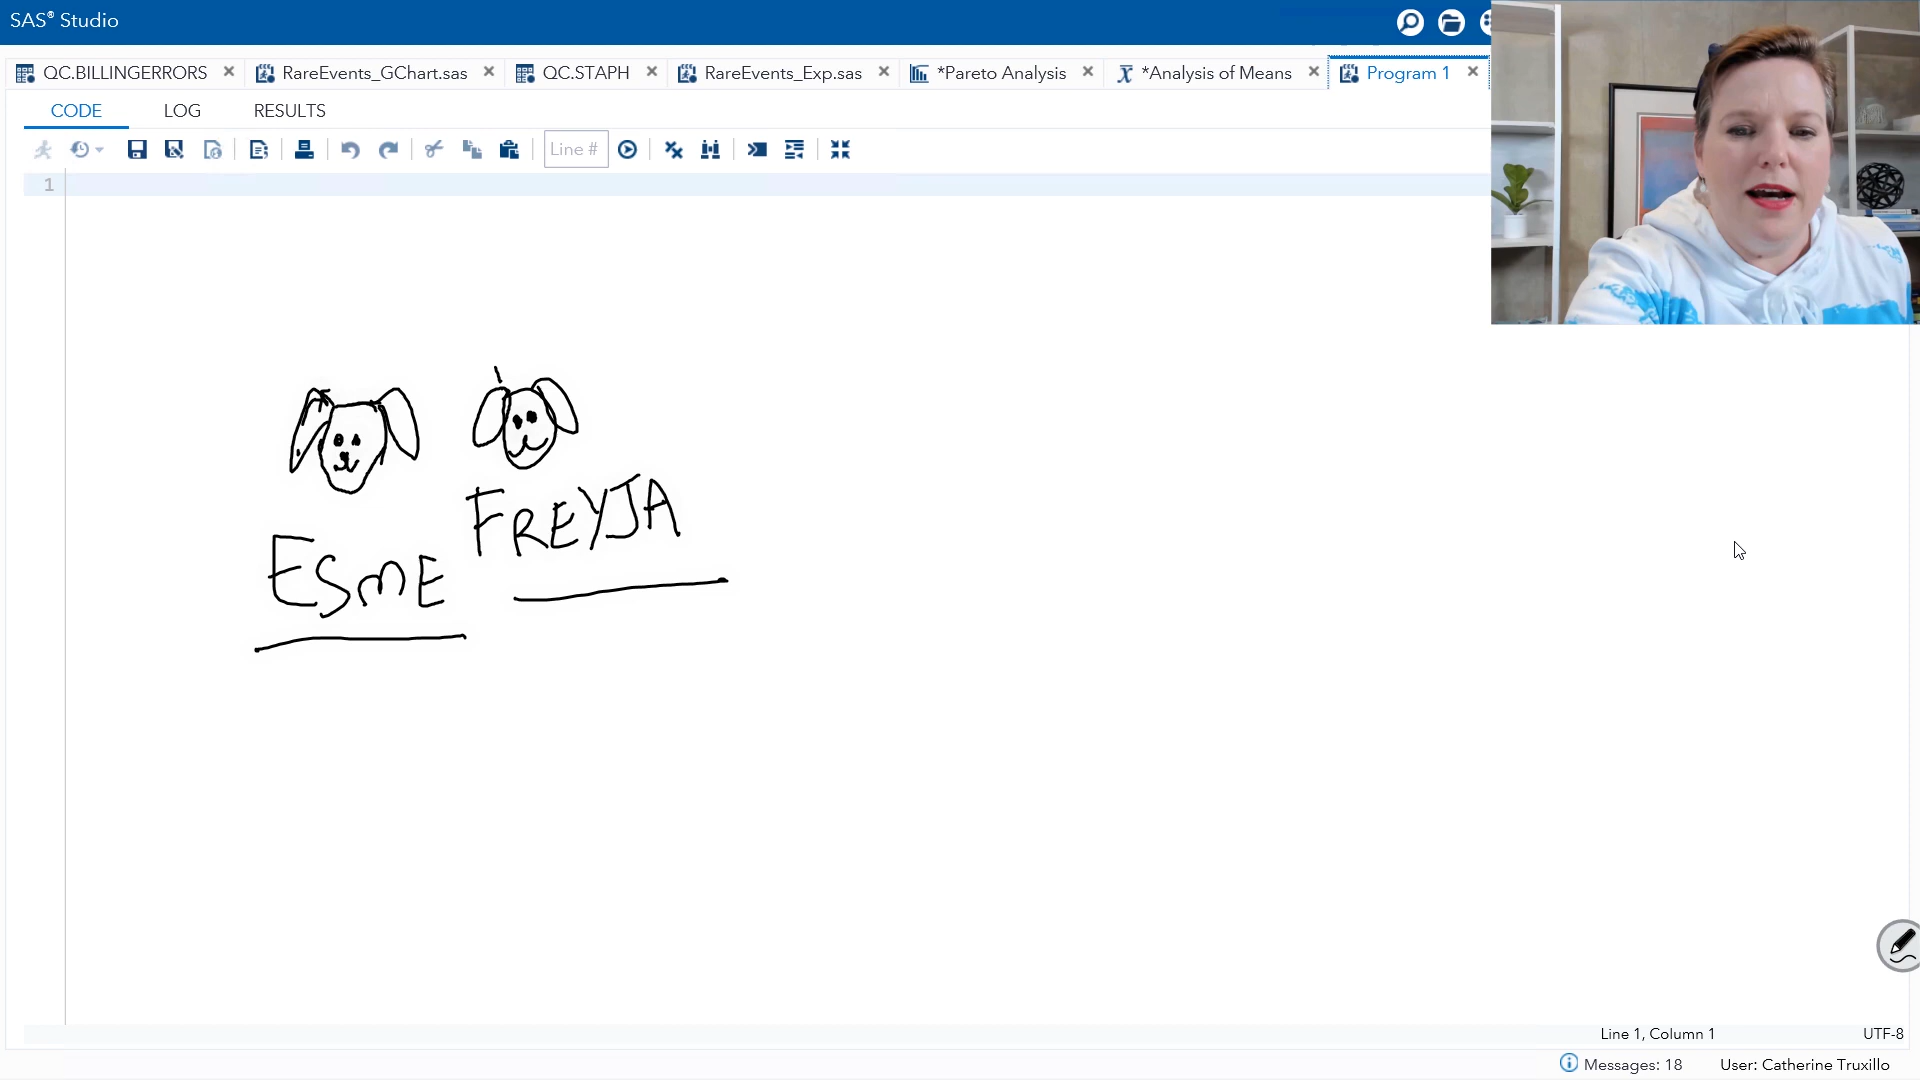 SAS® Studio
QC.BILLINGERRORS RareEvents_GChart.sas QC.STAPH RareEvents_Exp.sas *Pareto Analysis *Analysis of Means Program 1
CODE LOG RESULTS
Line #
1
FREYJA
ESME
Line 1, Column 1 UTF-8
Messages: 18 User: Catherine Truxillo